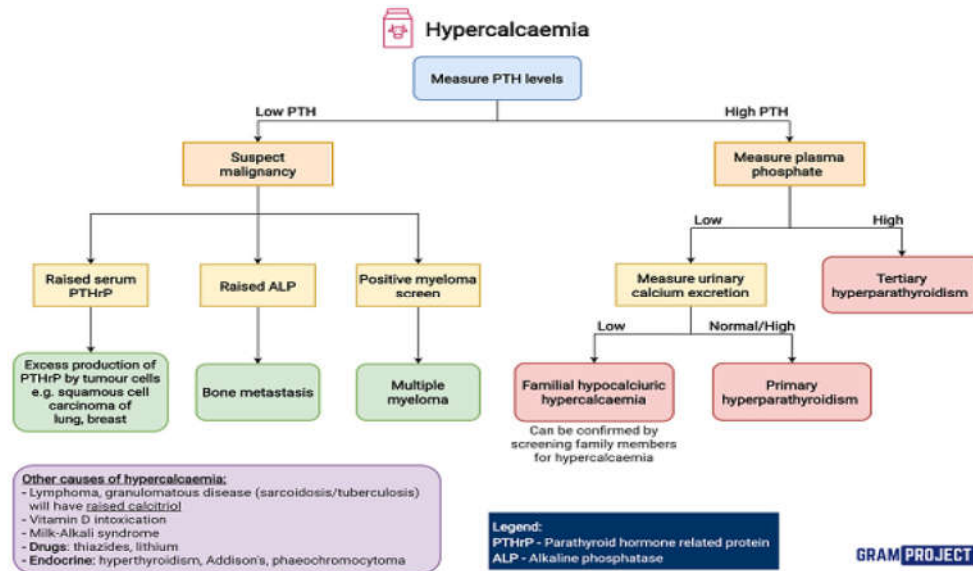 Hypercalcaemia
Measure PTH levels
Low PTH
High PTH
Suspect
malignancy
Measure plasma
phosphate
Low
High
Raised serum
PTHrP
Raised ALP
Positive myeloma
screen
Measure urinary
calcium excretion
Tertiary
hyperparathyroidism
Low
Normal/High
Excess production of
PTHrP by tumour cells
e.g. squamous cell
carcinoma of
lung, breast
Bone metastasis
Multiple
myeloma
Familial hypocalciuric
hypercalcaemia
Primary
hyperparathyroidism
Can be confirmed by
screening family members
for hypercalcaemia
Other causes of hypercalcaemia:
- Lymphoma, granulomatous disease (sarcoidosis/tuberculosis)
will have raised calcitriol
- Vitamin D intoxication
- Milk-Alkali syndrome
- Drugs: thiazides, lithium
- Endocrine: hyperthyroidism, Addison's, phaeochromocytoma
Legend:
PTHrP - Parathyroid hormone related protein
ALP - Alkaline phosphatase
GRAM PROJECT